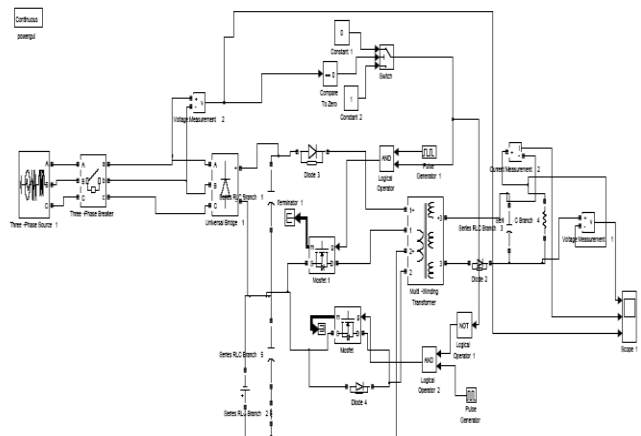 Continuous
powergui
0
Constant 1
Switch
Compare
To Zero
1
Constant 2
Voltage Measurement 2
A
B
C
Three-Phase Source 1
Three-Phase Breaker
Universal Bridge 1
Series RLC Branch 1
Diode 3
AND
Logical
Operator
Pulse
Generator 1
Terminator 1
Mosfet 1
Current Measurement 2
Series RLC Branch 3
Branch 4
Voltage Measurement 1
Multi-Winding
Transformer
Diode 2
Scope 1
NOT
Logical
Operator 1
Series RLC Branch 5
Mosfet
AND
Logical
Operator 2
Diode 4
Pulse
Generator
Series RLC Branch 2